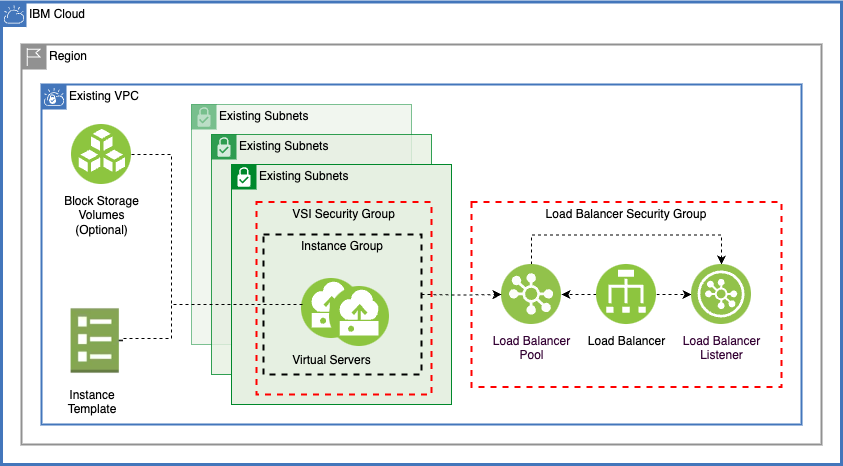 IBM Cloud
Region
Existing VPC
Existing Subnets
Existing Subnets
Existing Subnets
Block Storage
Volumes
(Optional)
VSI Security Group
Instance Group
Virtual Servers
Load Balancer Security Group
Load Balancer
Pool
Load Balancer
Load Balancer
Listener
Instance
Template